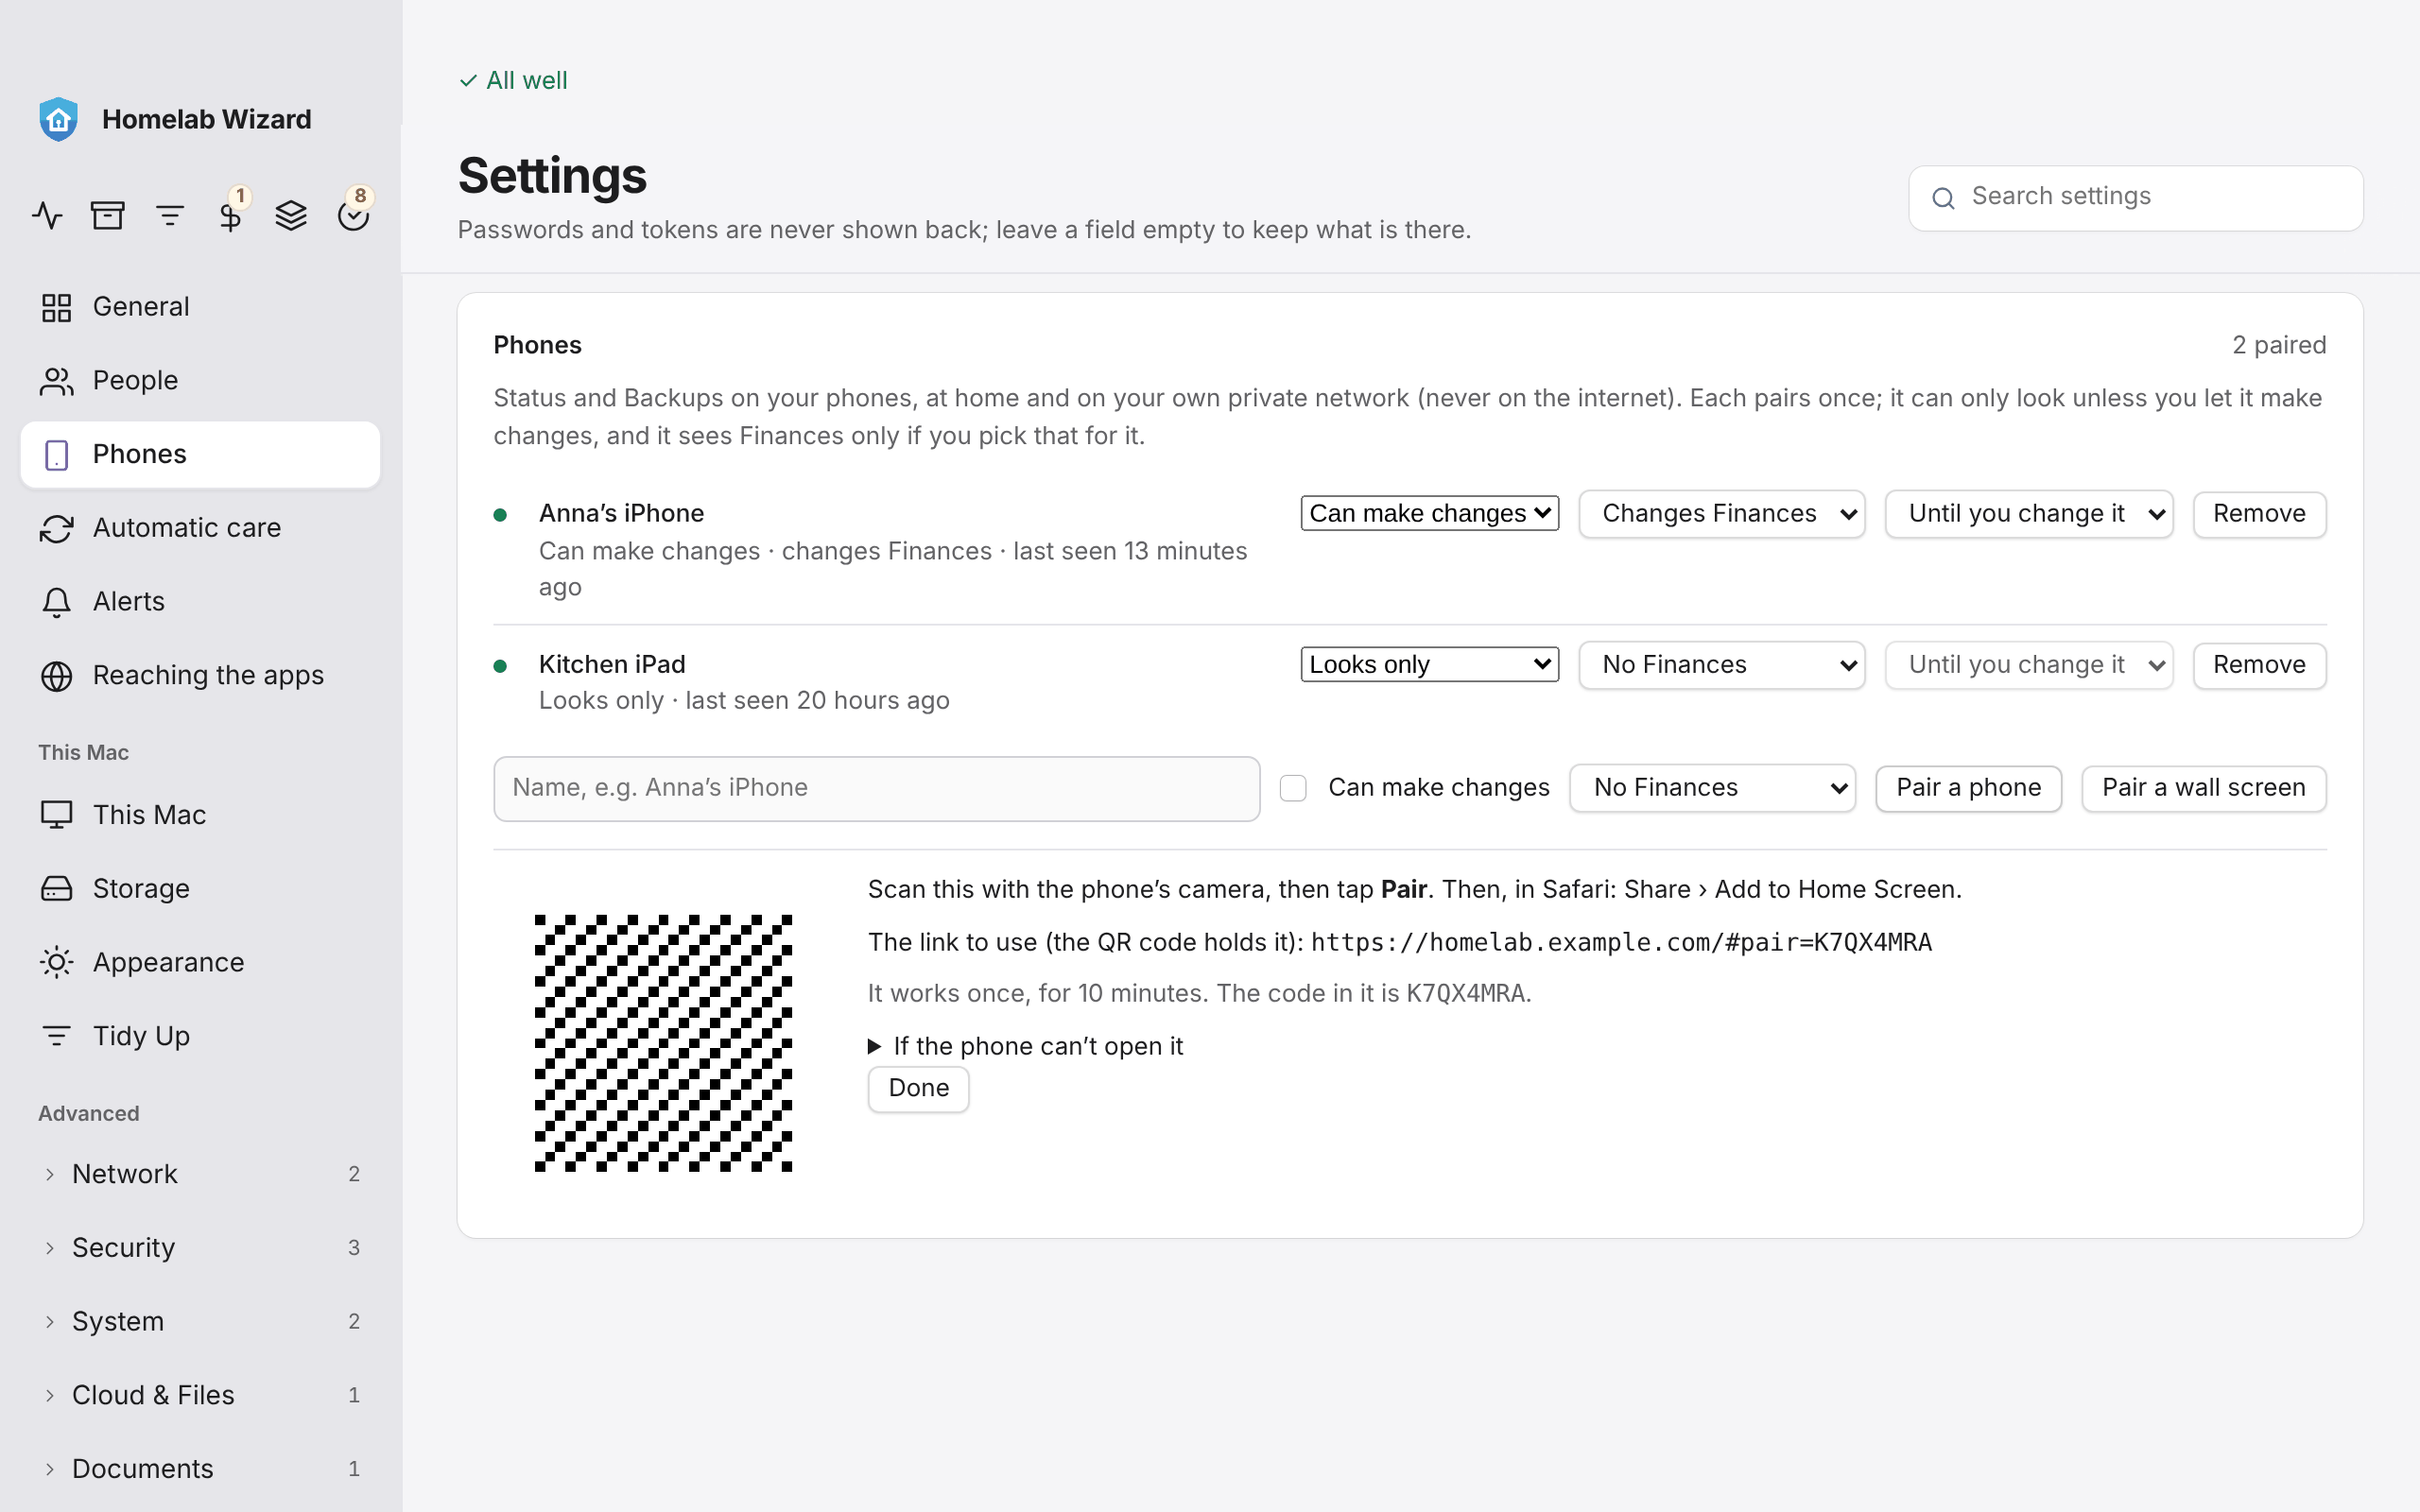 ✓ All well
Homelab Wizard
1
8
General
People
Phones
Automatic care
Alerts
Reaching the apps
This Mac
This Mac
Storage
Appearance
Tidy Up
Advanced
Network 2
Security 3
System 2
Cloud & Files 1
Documents 1
Settings
Passwords and tokens are never shown back; leave a field empty to keep what is there.
Search settings
Phones
2 paired
Status and Backups on your phones, at home and on your own private network (never on the internet). Each pairs once; it can only look unless you let it make
changes, and it sees Finances only if you pick that for it.
Anna’s iPhone
Can make changes · changes Finances · last seen 13 minutes
ago
Can make changes
Changes Finances
Until you change it
Remove
Kitchen iPad
Looks only · last seen 20 hours ago
Looks only
No Finances
Until you change it
Remove
Name, e.g. Anna’s iPhone
Can make changes
No Finances
Pair a phone
Pair a wall screen
Scan this with the phone’s camera, then tap Pair. Then, in Safari: Share › Add to Home Screen.
The link to use (the QR code holds it): https://homelab.example.com/#pair=K7QX4MRA
It works once, for 10 minutes. The code in it is K7QX4MRA.
If the phone can’t open it
Done